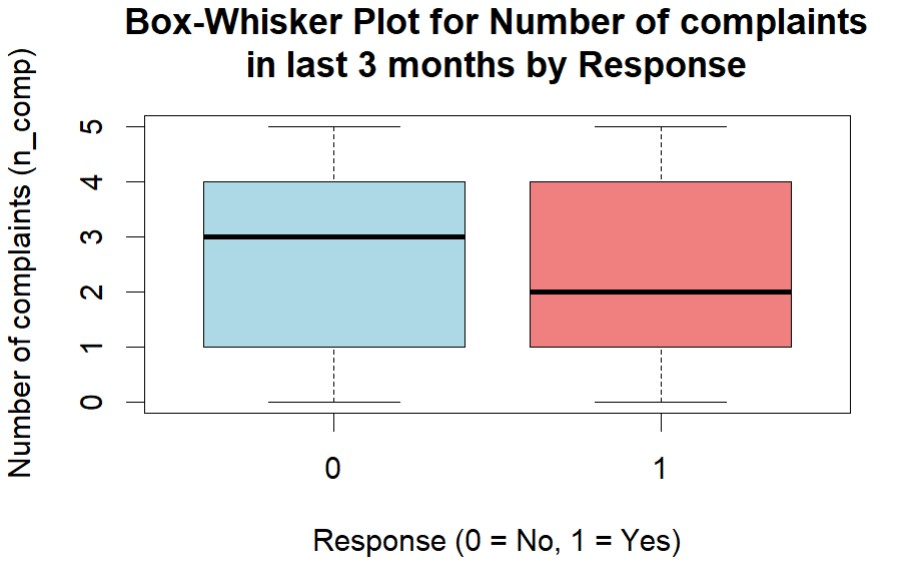 Box-Whisker Plot for Number of complaints
in last 3 months by Response
Number of complaints (n_comp)
5
4
3
2
1
0
0 1
Response (0 = No, 1 = Yes)